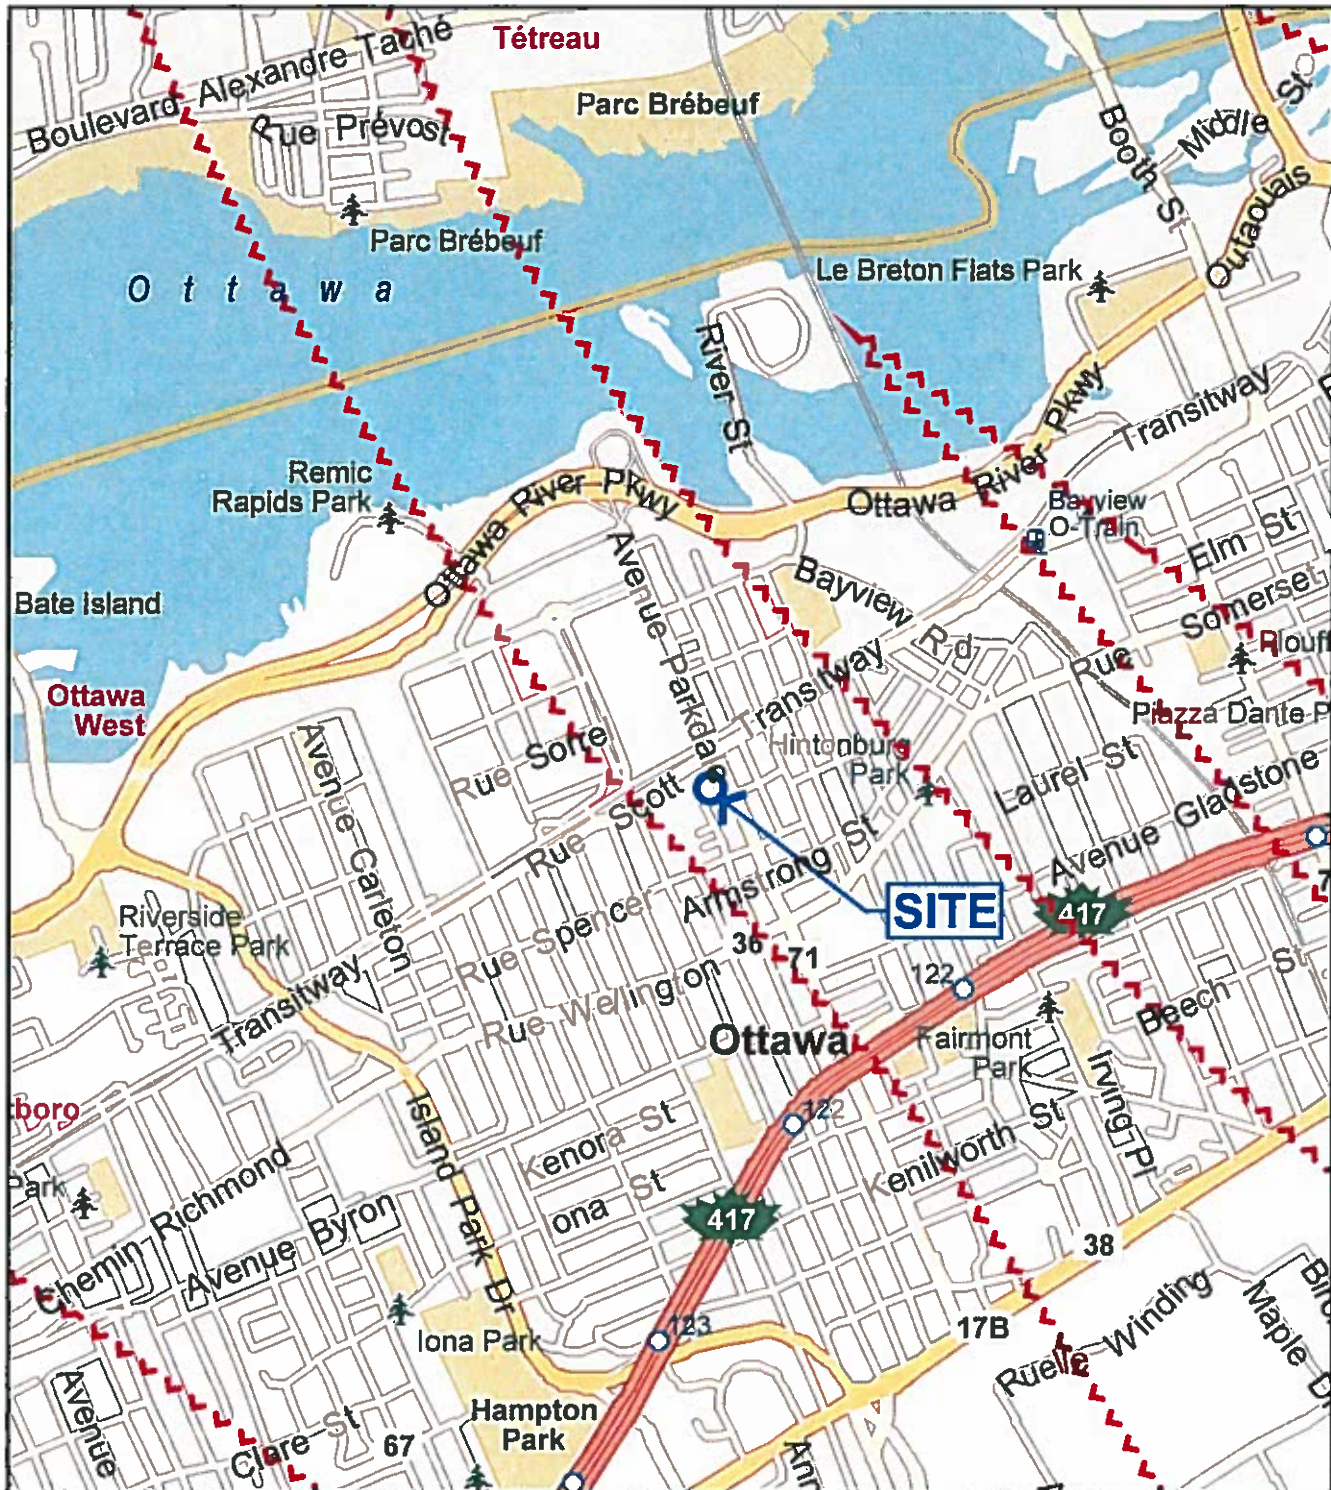 Tétreau
Boulevard Alexandre Taché
Parc Brébeuf
Rue Prévost
Booth St
Middle St
Outaouais
Parc Brébeuf
Le Breton Flats Park
Ottawa
River St
Transitway
Remic
Rapids Park
Ottawa River Pkwy
Ottawa River Pkwy
Bayview
O-Train
Elm St
Avenue Parkdale
Bayview Rd
Bate Island
Somerset
Rue
Ottawa
West
Transitway
Piazza Dante P
Avenue Carleton
Hintonburg
Park
Laurel St
Rue Scott
Avenue Gladstone
Armstrong St
SITE
417
Riverside
Terrace Park
Rue Spencer
36
71
122
Transitway
Rue Wellington
Beech St
Ottawa
Fairmont
Park
Irving Pl
boro
Island Park Dr
122
Kenora St
Kenilworth St
Park
Chemin Richmond
Avenue Byron
ona St
417
38
Iona Park
123
17B
Ruelle Winding
Maple
Avenue
Hampton
Park
Clare St
67